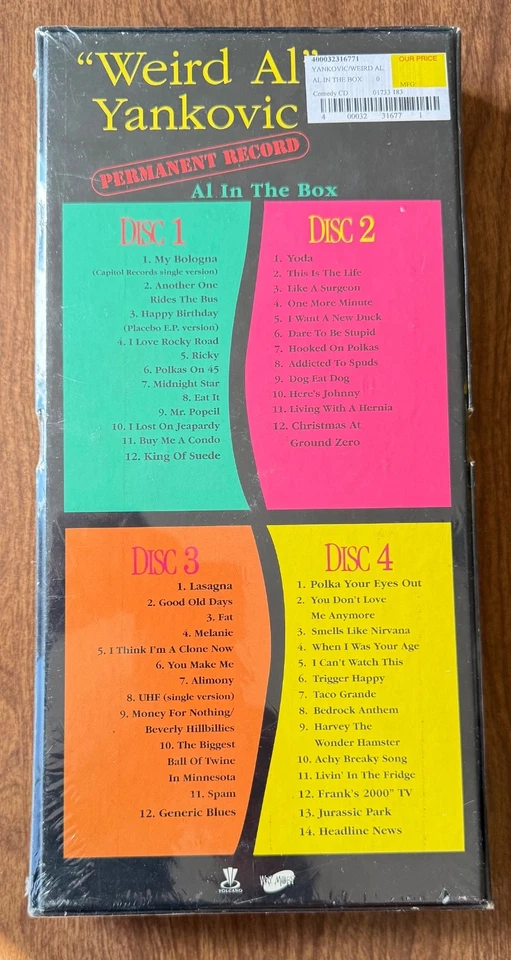 "Weird Al"
Yankovic
400032316771
YANKOVIC/WEIRD AL
AL IN THE BOX 0
Comedy CD 01723 183
OUR PRICE
MFG
4 00032 31677 1
PERMANENT RECORD
Al In The Box
DISC 1
1. My Bologna
(Capitol Records single version)
2. Another One
Rides The Bus
3. Happy Birthday
(Placebo E.P. version)
4. I Love Rocky Road
5. Ricky
6. Polkas On 45
7. Midnight Star
8. Eat It
9. Mr. Popeil
10. I Lost On Jeapardy
11. Buy Me A Condo
12. King Of Suede
DISC 2
1. Yoda
2. This Is The Life
3. Like A Surgeon
4. One More Minute
5. I Want A New Duck
6. Dare To Be Stupid
7. Hooked On Polkas
8. Addicted To Spuds
9. Dog Eat Dog
10. Here's Johnny
11. Living With A Hernia
12. Christmas At
Ground Zero
DISC 3
1. Lasagna
2. Good Old Days
3. Fat
4. Melanie
5. I Think I'm A Clone Now
6. You Make Me
7. Alimony
8. UHF (single version)
9. Money For Nothing/
Beverly Hillbillies
10. The Biggest
Ball Of Twine
In Minnesota
11. Spam
12. Generic Blues
DISC 4
1. Polka Your Eyes Out
2. You Don't Love
Me Anymore
3. Smells Like Nirvana
4. When I Was Your Age
5. I Can't Watch This
6. Trigger Happy
7. Taco Grande
8. Bedrock Anthem
9. Harvey The
Wonder Hamster
10. Achy Breaky Song
11. Livin' In The Fridge
12. Frank's 2000" TV
13. Jurassic Park
14. Headline News
VOLCANO